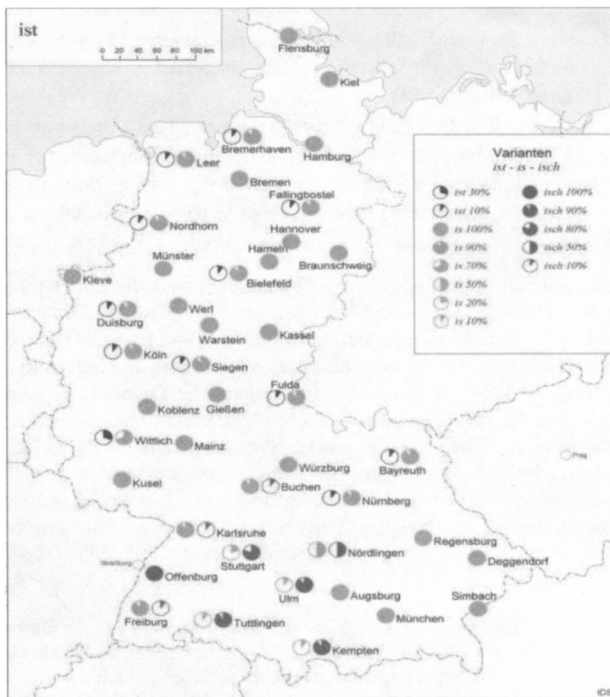 ist
0 20 40 60 80 100 km
Flensburg
Kiel
Bremerhaven
Hamburg
Leer
Bremen
Fallingbostel
Nordhorn
Hannover
Hameln
Braunschweig
Münster
Bielefeld
Kleve
Werl
Duisburg
Warstein
Kassel
Köln
Siegen
Fulda
Gießen
Koblenz
Wittlich
Mainz
Würzburg
Bayreuth
Prag
Kusel
Buchen
Nürnberg
Karlsruhe
Regensburg
Stuttgart
Nördlingen
Deggendorf
Offenburg
Ulm
Augsburg
Simbach
Freiburg
Tuttlingen
München
Kempten
Varianten
ist - is - isch
ist 30%
ist 10%
is 100%
is 90%
is 70%
is 50%
is 20%
is 10%
isch 100%
isch 90%
isch 80%
isch 50%
isch 10%